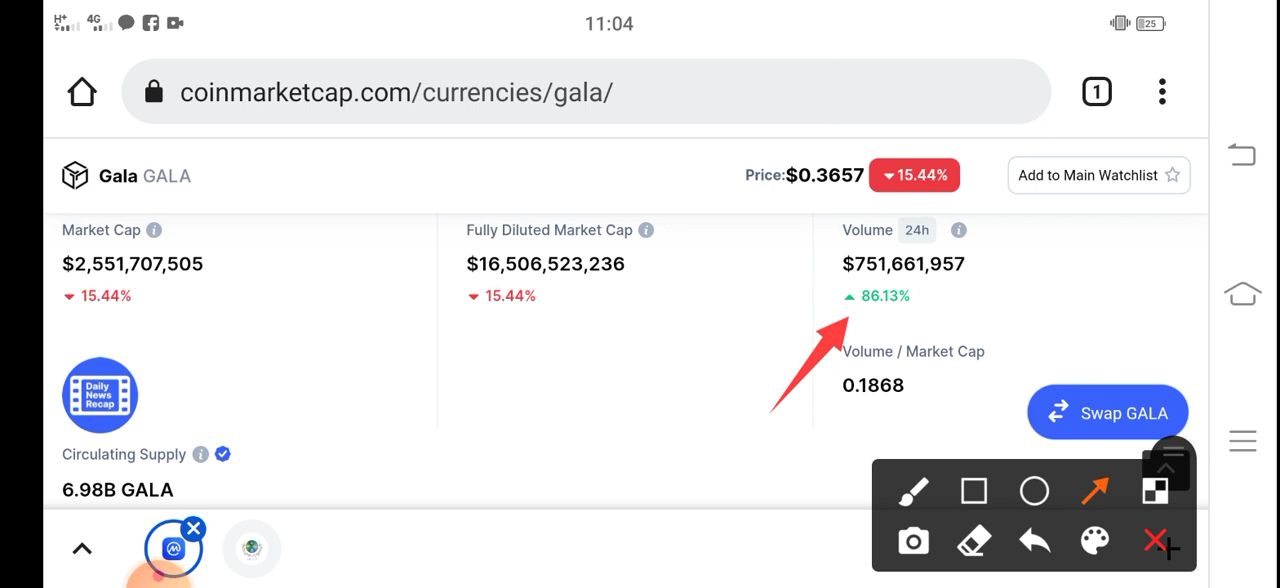 H+ 4G 11:04 25
coinmarketcap.com/currencies/gala/ 1
Gala GALA Price:$0.3657 15.44% Add to Main Watchlist
Market Cap Fully Diluted Market Cap Volume 24h
$2,551,707,505 $16,506,523,236 $751,661,957
15.44% 15.44% 86.13%
Volume / Market Cap
0.1868
Daily
News
Recap
Swap GALA
Circulating Supply
6.98B GALA